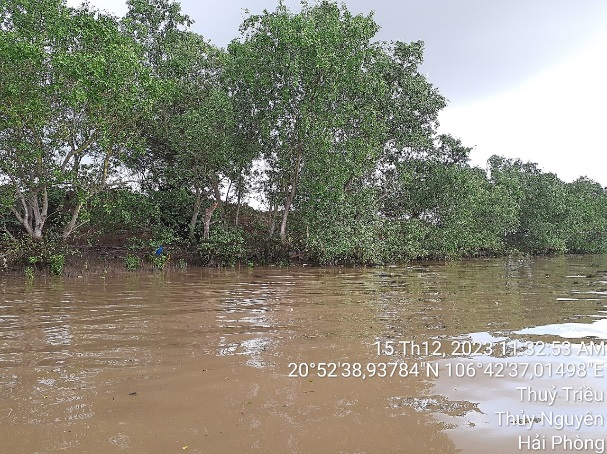 15 Th12, 2023 11:32:53 AM
20°52'38,93784"N 106°42'37,01498"E
Thuỷ Triều
Thủy Nguyên
Hải Phòng